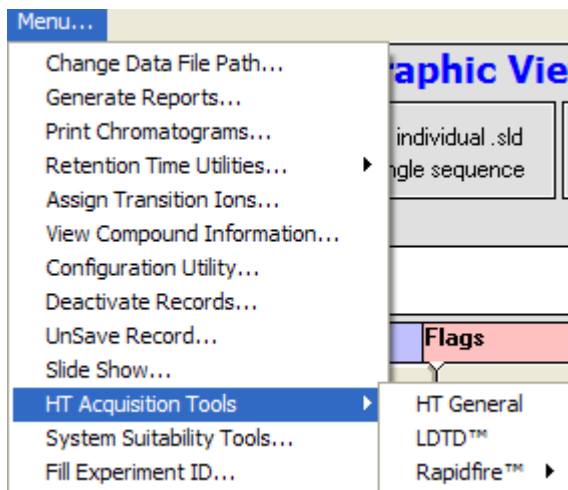 Menu...
Change Data File Path...
Generate Reports...
Print Chromatograms...
Retention Time Utilities...
Assign Transition Ions...
View Compound Information...
Configuration Utility...
Deactivate Records...
UnSave Record...
Slide Show...
HT Acquisition Tools
System Suitability Tools...
Fill Experiment ID...
aphic Vie
individual .sld
ngle sequence
Flags
HT General
LDTD™
Rapidfire™